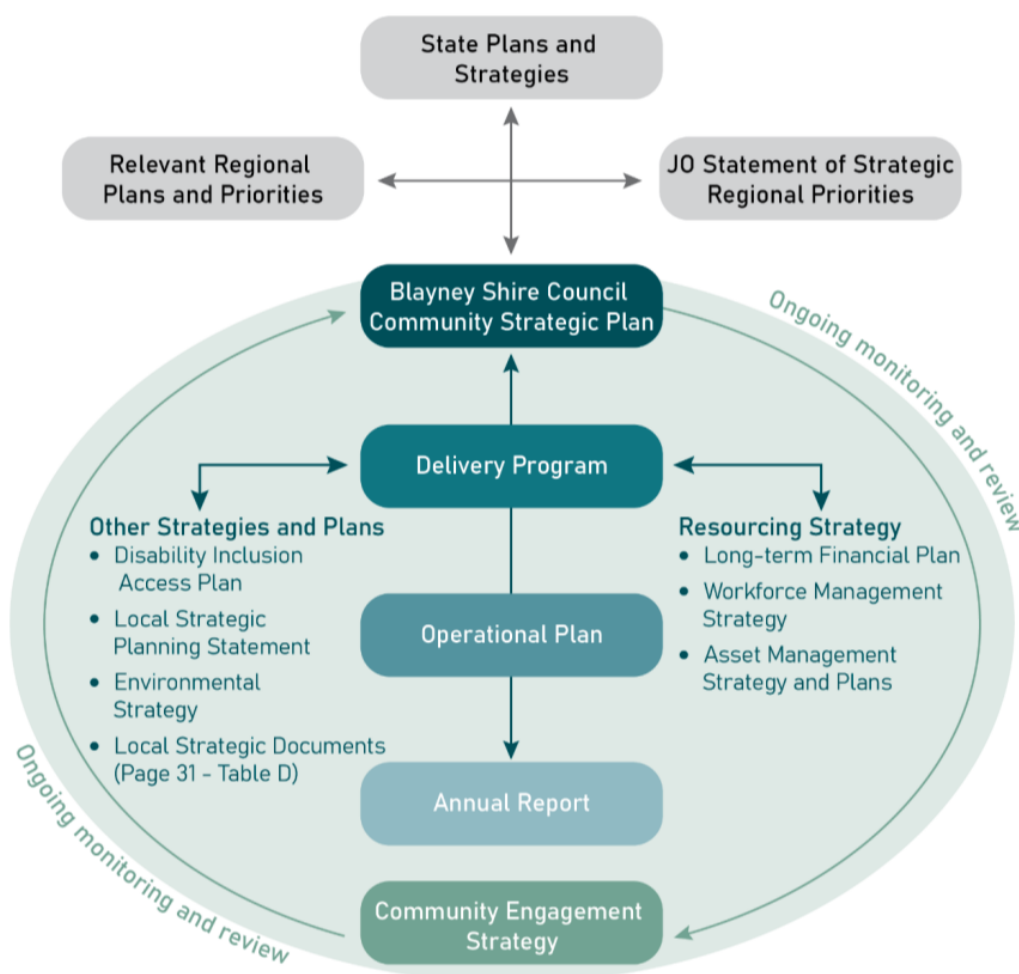 State Plans and
Strategies
Relevant Regional
Plans and Priorities
JO Statement of Strategic
Regional Priorities
Blayney Shire Council
Community Strategic Plan
Ongoing monitoring and review
Delivery Program
Other Strategies and Plans
• Disability Inclusion
Access Plan
• Local Strategic
Planning Statement
• Environmental
Strategy
• Local Strategic Documents
(Page 31 - Table D)
Resourcing Strategy
• Long-term Financial Plan
• Workforce Management
Strategy
• Asset Management
Strategy and Plans
Operational Plan
Annual Report
Ongoing monitoring and review
Community Engagement
Strategy